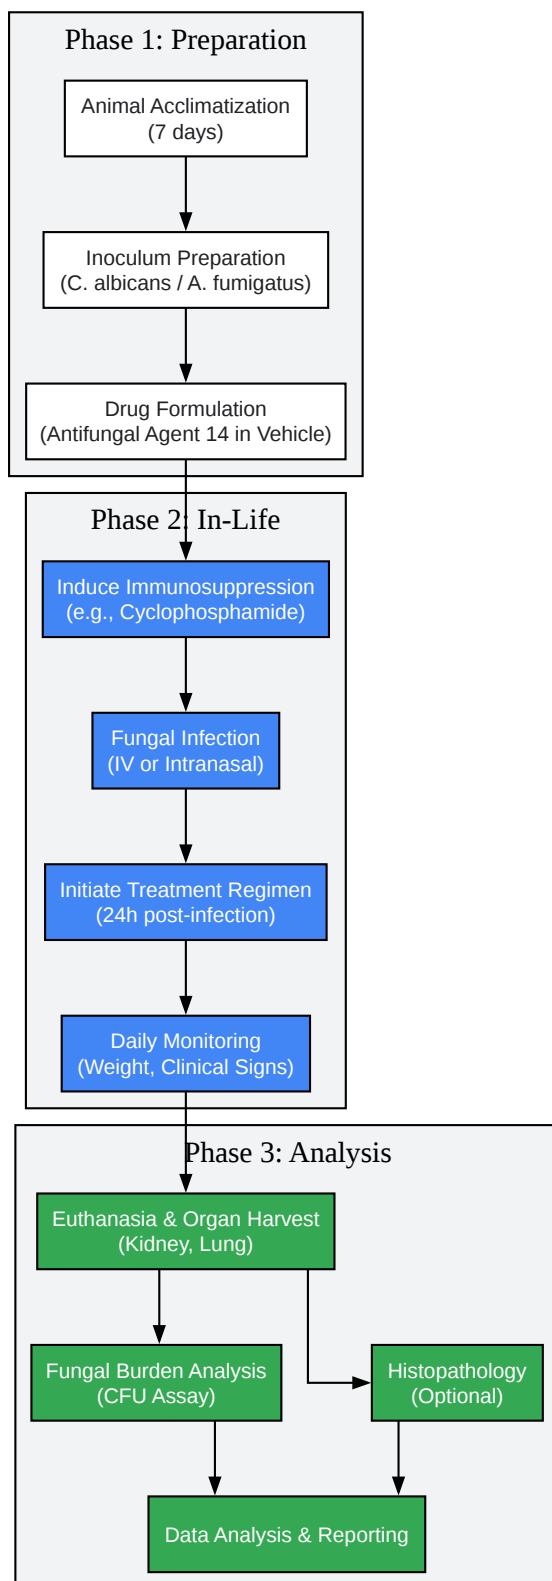 Phase 1: Preparation
Animal Acclimatization
(7 days)
Inoculum Preparation
(C. albicans / A. fumigatus)
Drug Formulation
(Antifungal Agent 14 in Vehicle)
Phase 2: In-Life
Induce Immunosuppression
(e.g., Cyclophosphamide)
Fungal Infection
(IV or Intranasal)
Initiate Treatment Regimen
(24h post-infection)
Daily Monitoring
(Weight, Clinical Signs)
Phase 3: Analysis
Euthanasia & Organ Harvest
(Kidney, Lung)
Fungal Burden Analysis
(CFU Assay)
Histopathology
(Optional)
Data Analysis & Reporting